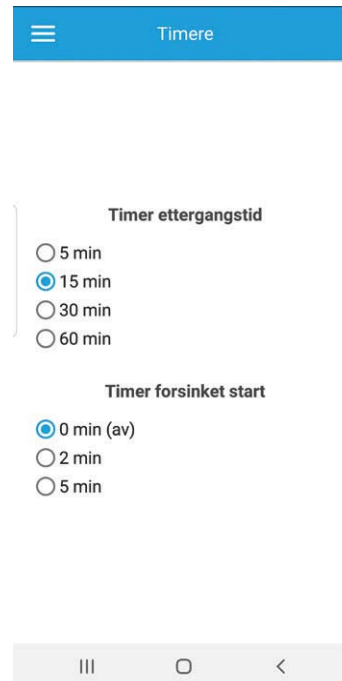 Timere
Timer ettergangstid
5 min
15 min
30 min
60 min
Timer forsinket start
0 min (av)
2 min
5 min